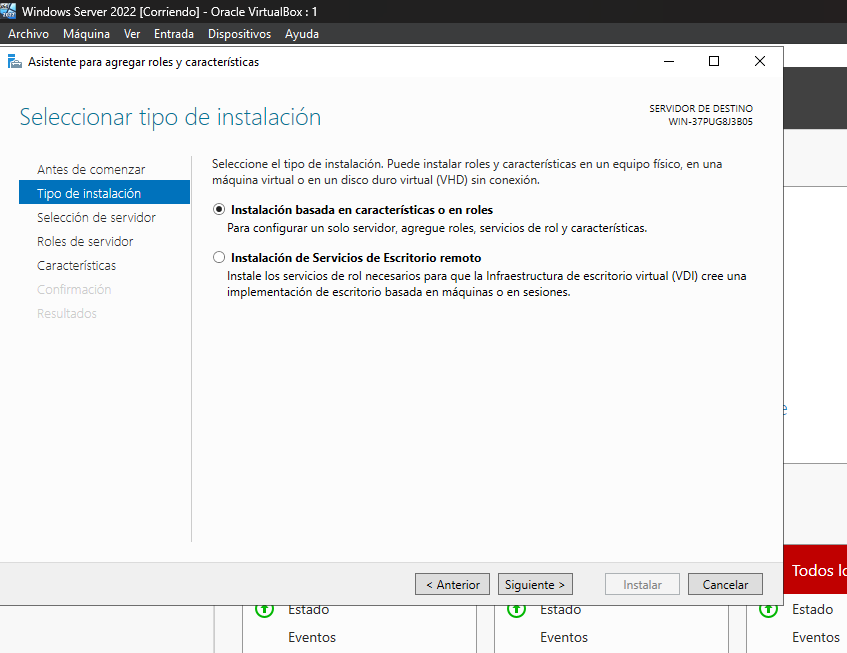 Windows Server 2022 [Corriendo] - Oracle VirtualBox : 1
Archivo Máquina Ver Entrada Dispositivos Ayuda
Asistente para agregar roles y características
Seleccionar tipo de instalación
SERVIDOR DE DESTINO
WIN-37PUG8J3B05
Antes de comenzar
Tipo de instalación
Selección de servidor
Roles de servidor
Características
Confirmación
Resultados
Seleccione el tipo de instalación. Puede instalar roles y características en un equipo físico, en una
máquina virtual o en un disco duro virtual (VHD) sin conexión.
Instalación basada en características o en roles
Para configurar un solo servidor, agregue roles, servicios de rol y características.
Instalación de Servicios de Escritorio remoto
Instale los servicios de rol necesarios para que la Infraestructura de escritorio virtual (VDI) cree una
implementación de escritorio basada en máquinas o en sesiones.
< Anterior Siguiente > Instalar Cancelar
Todos lo
Estado Estado Estado
Eventos Eventos Eventos